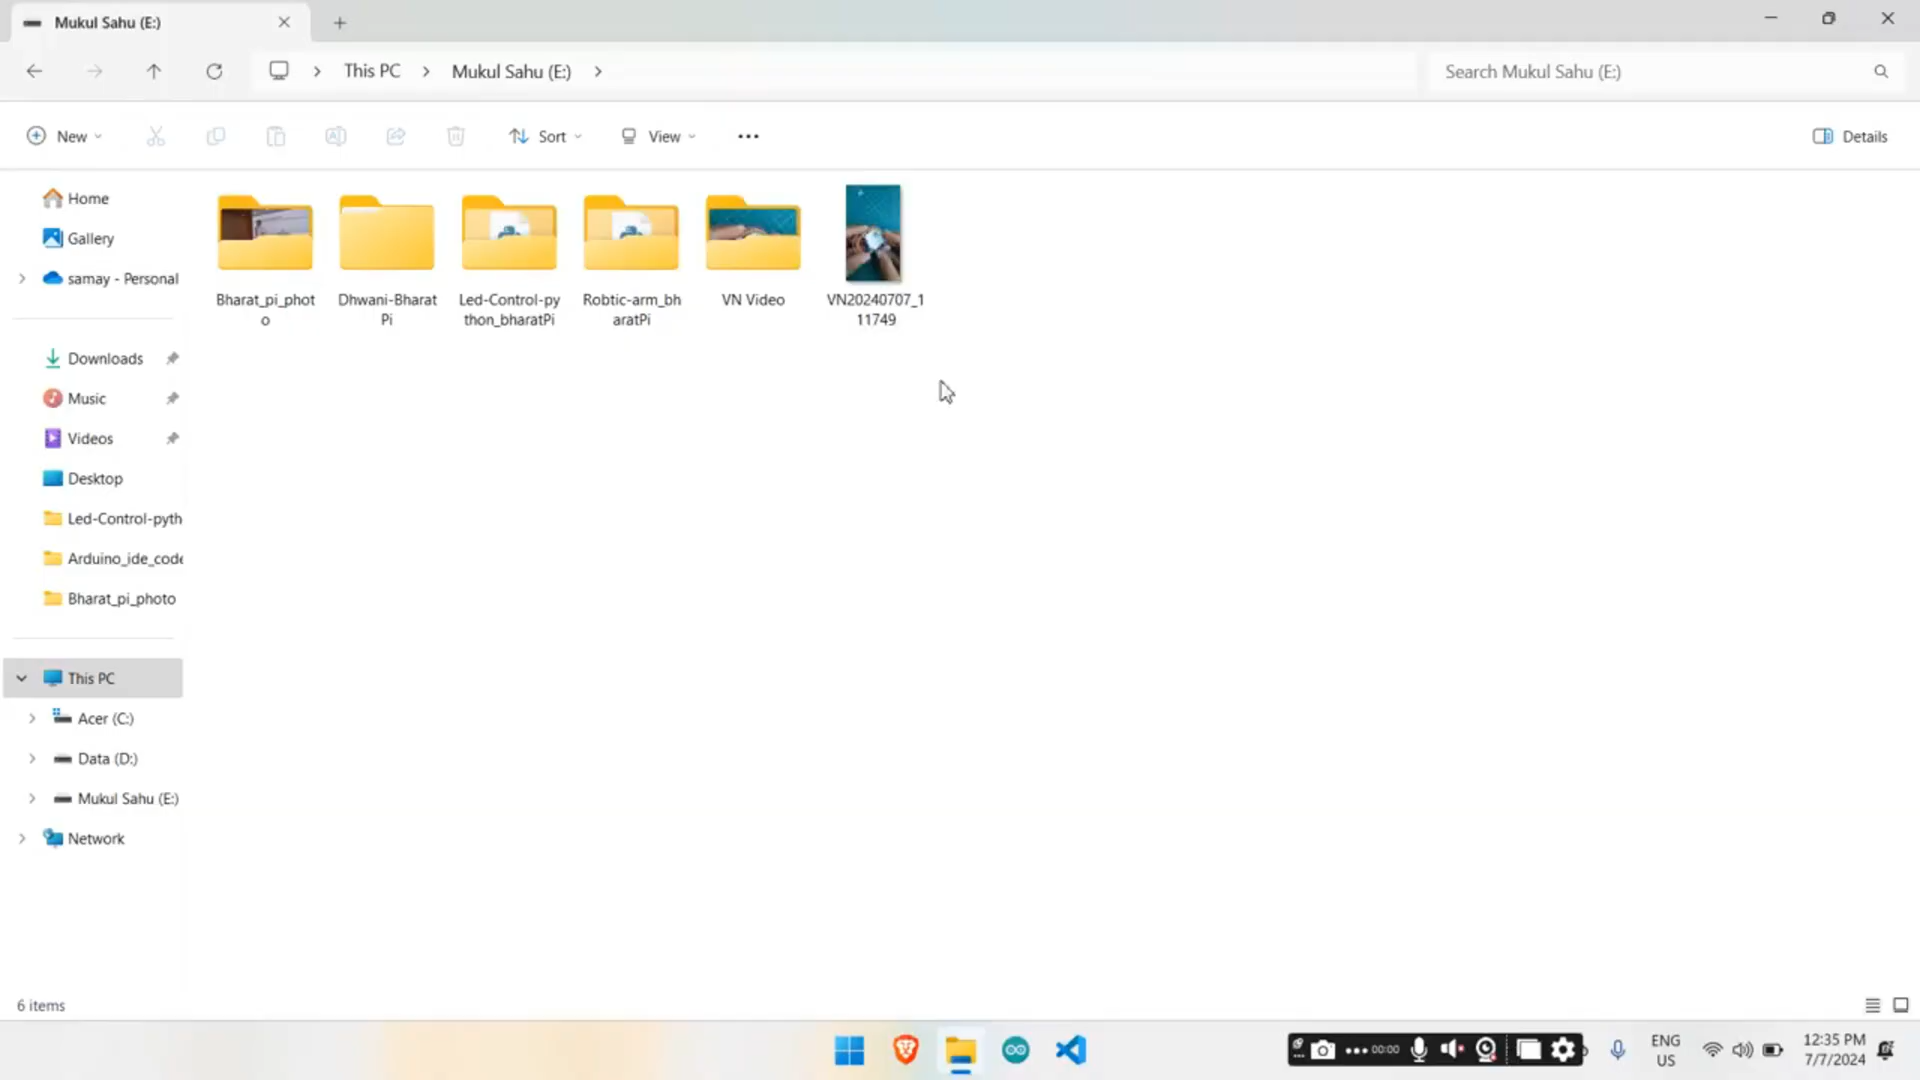 Mukul Sahu (E:)
This PC
Mukul Sahu (E:)
Search Mukul Sahu (E:)
New
Sort
View
Details
Home
Gallery
samay - Personal
Downloads
Music
Videos
Desktop
Led-Control-pyth
Arduino_ide_code
Bharat_pi_photo
This PC
Acer (C:)
Data (D:)
Mukul Sahu (E:)
Network
Bharat_pi_phot
o
Dhwani-Bharat
Pi
Led-Control-py
thon_bharatPi
Robtic-arm_bh
aratPi
VN Video
VN20240707_1
11749
6 items
00:00
ENG
US
12:35 PM
7/7/2024